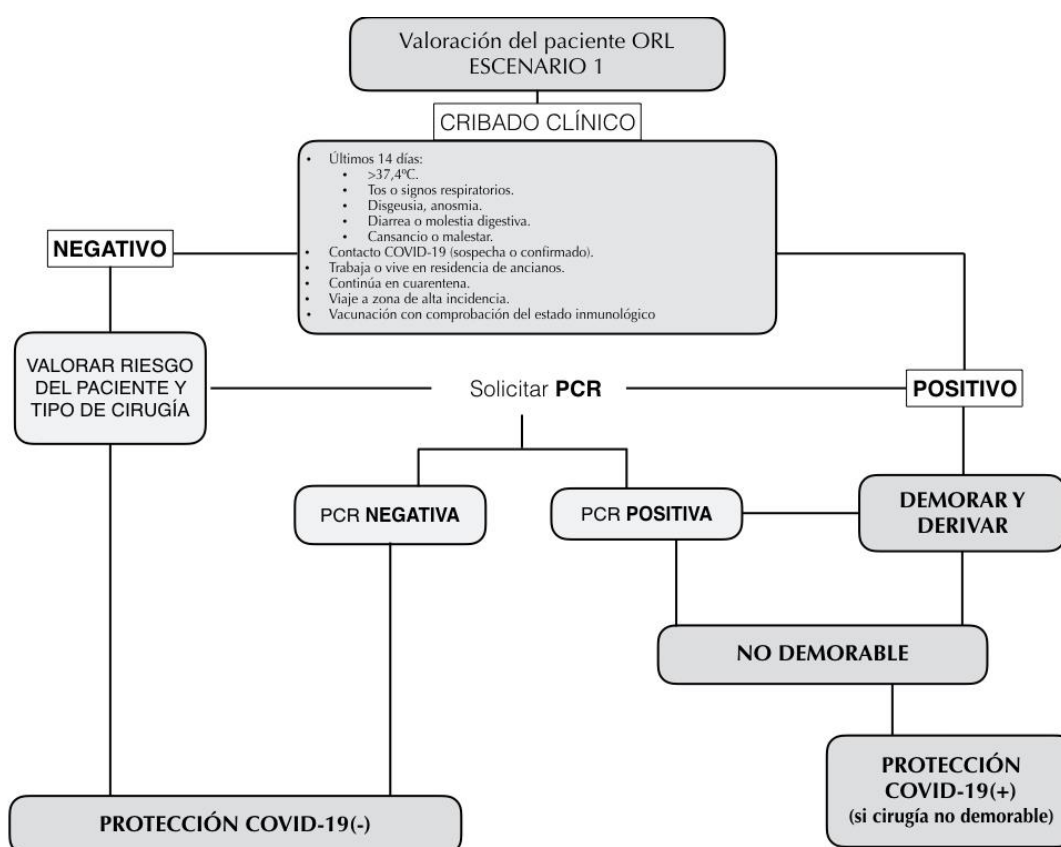 Valoración del paciente ORL
ESCENARIO 1
CRIBADO CLÍNICO
• Últimos 14 días:
• >37,4ºC.
• Tos o signos respiratorios.
• Disgeusia, anosmia.
• Diarrea o molestia digestiva.
• Cansancio o malestar.
• Contacto COVID-19 (sospecha o confirmado).
• Trabaja o vive en residencia de ancianos.
• Continúa en cuarentena.
• Viaje a zona de alta incidencia.
• Vacunación con comprobación del estado inmunológico
NEGATIVO
VALORAR RIESGO
DEL PACIENTE Y
TIPO DE CIRUGÍA
Solicitar PCR
POSITIVO
PCR NEGATIVA
PCR POSITIVA
DEMORAR Y
DERIVAR
NO DEMORABLE
PROTECCIÓN
COVID-19(+)
(si cirugía no demorable)
PROTECCIÓN COVID-19(-)